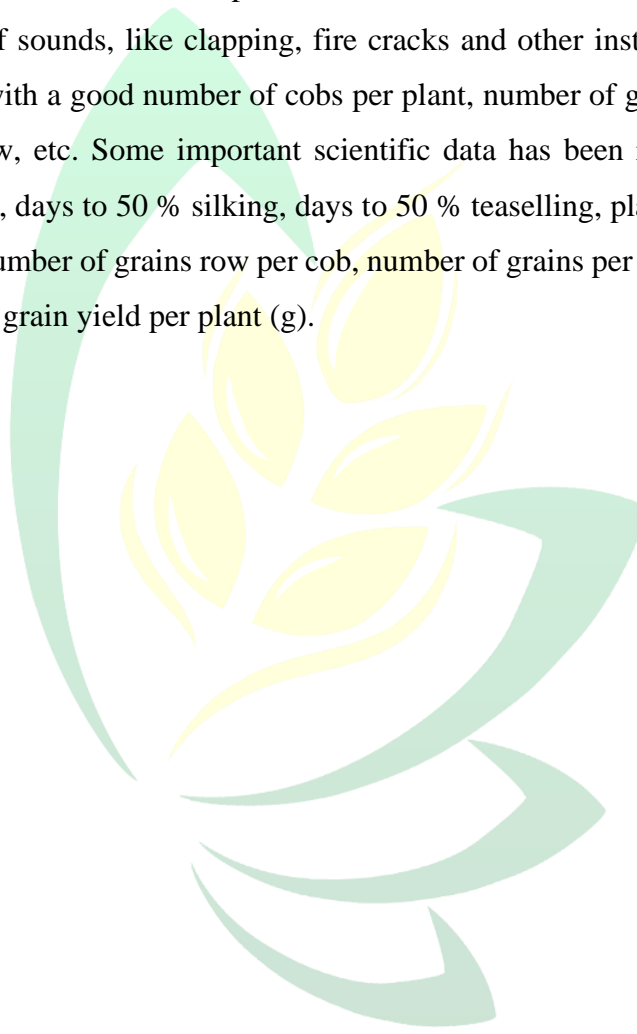 f sounds, like clapping, fire cracks and other inst
with a good number of cobs per plant, number of g
w, etc. Some important scientific data has been
, days to 50 % silking, days to 50 % teaselling, pla
umber of grains row per cob, number of grains per
grain yield per plant (g).